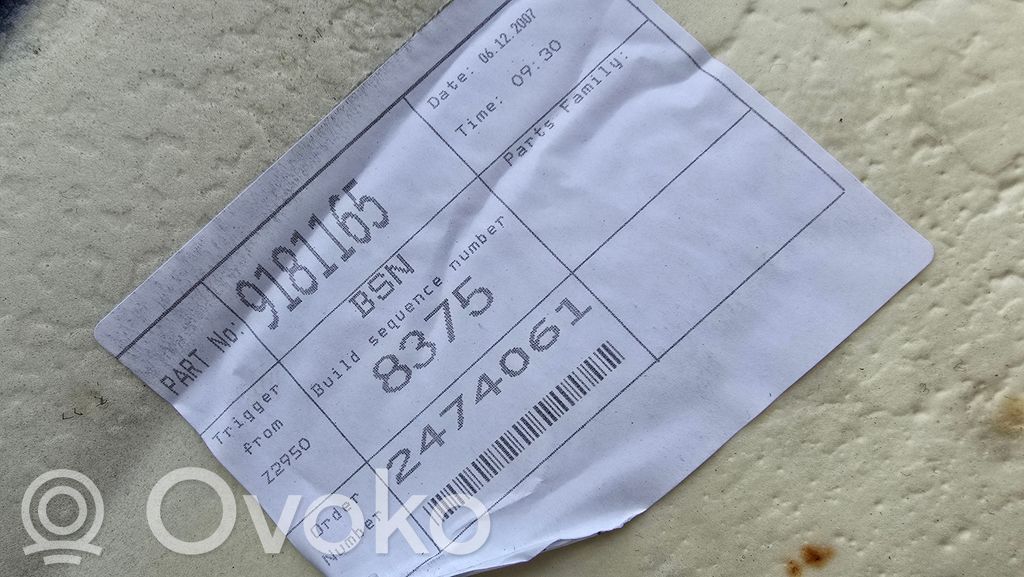 PART No: 9181165
Date: 06.12.2007
Time: 09:30
Trigger
from
Z2950
BSN
Build sequence number
8375
Parts Family:
Order
Number
2474061
Ovoko